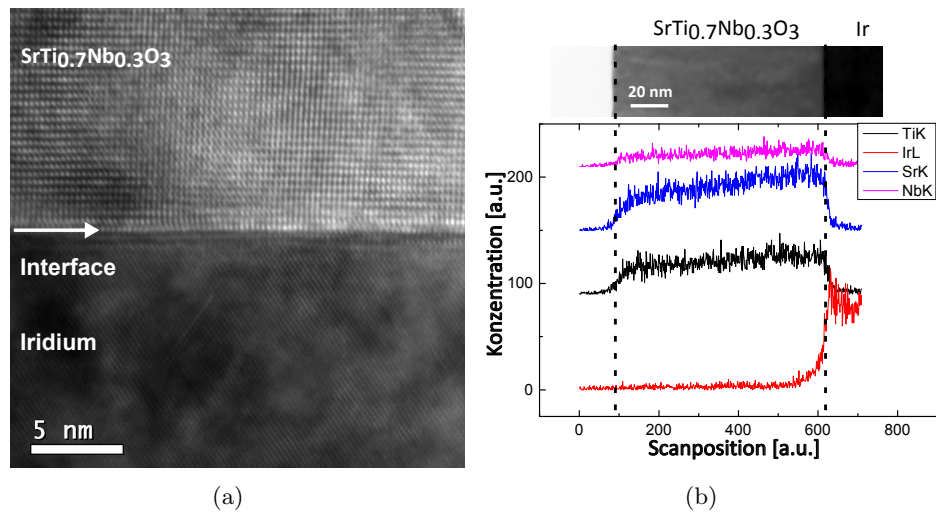 SrTi0.7Nb0.3O3
Interface
Iridium
5 nm
(a)
SrTi0.7Nb0.3O3 Ir
20 nm
TiK
IrL
SrK
NbK
Konzentration [a.u.]
200
100
0
0 200 400 600 800
Scanposition [a.u.]
(b)